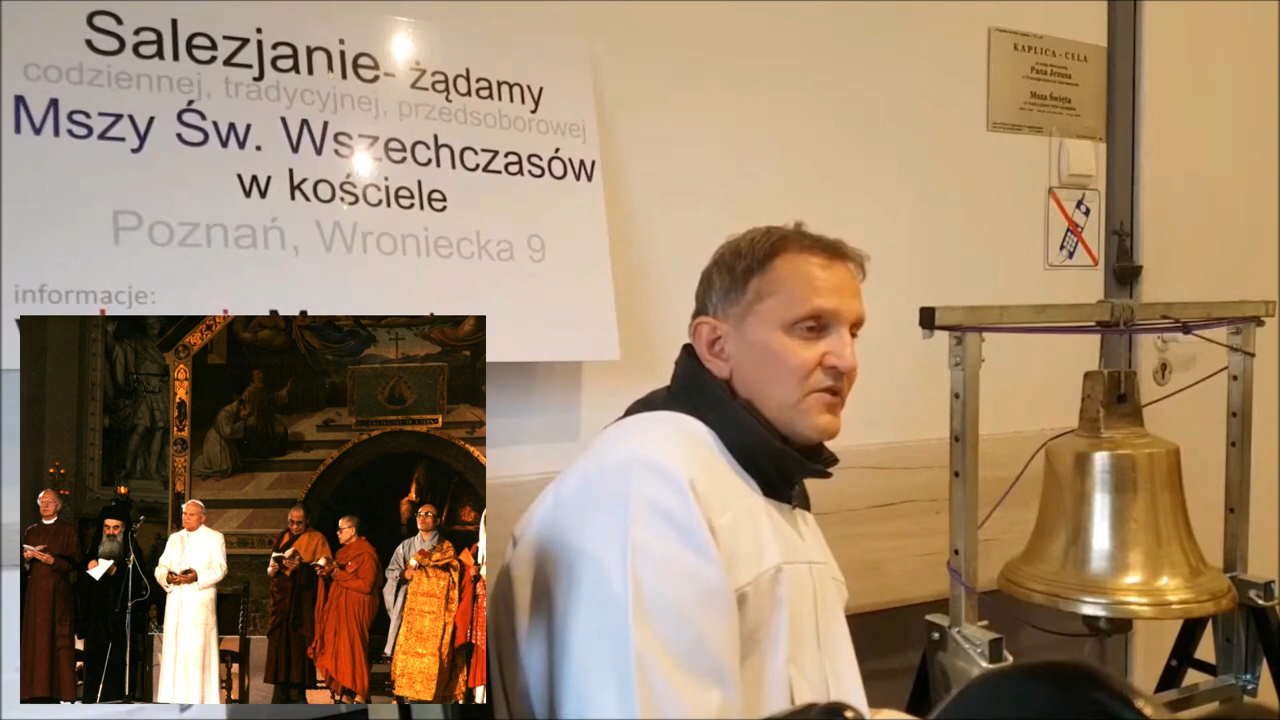 Salezjanie- żądamy
codziennej, tradycyjnej, przedsoborowej
Mszy Św. Wszechczasów
w kościele
Poznań, Wroniecka 9
informacje:
KAPLICA - CELA
Pana Jezusa
Msza Święta